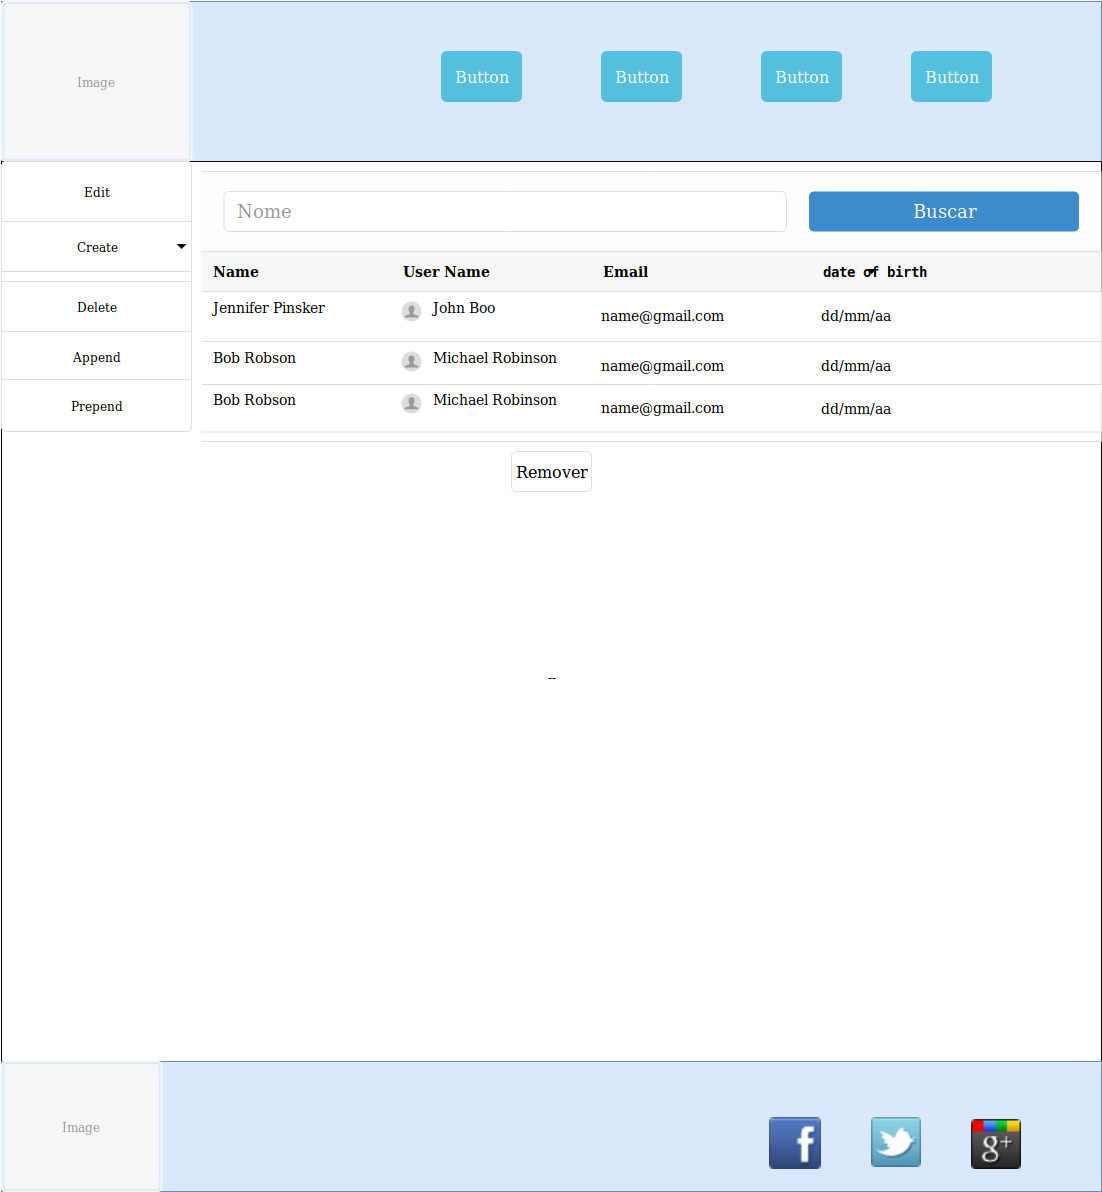 Image
Button Button Button Button
Edit
Create
Delete
Append
Prepend
Nome Buscar
Name User Name Email date of birth
Jennifer Pinsker John Boo name@gmail.com dd/mm/aa
Bob Robson Michael Robinson name@gmail.com dd/mm/aa
Bob Robson Michael Robinson name@gmail.com dd/mm/aa
Remover
--
Image
f g+